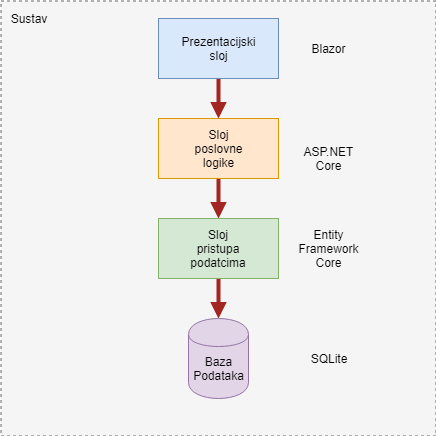 Sustav
Prezentacijski
sloj
Blazor
Sloj
poslovne
logike
ASP.NET
Core
Sloj
pristupa
podatcima
Entity
Framework
Core
Baza
Podataka
SQLite